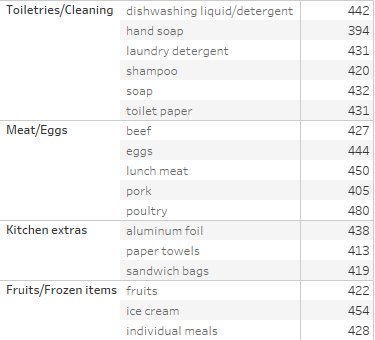 Toiletries/Cleaning dishwashing liquid/detergent 442
hand soap 394
laundry detergent 431
shampoo 420
soap 432
toilet paper 431
Meat/Eggs beef 427
eggs 444
lunch meat 450
pork 405
poultry 480
Kitchen extras aluminum foil 438
paper towels 413
sandwich bags 419
Fruits/Frozen items fruits 422
ice cream 454
individual meals 428